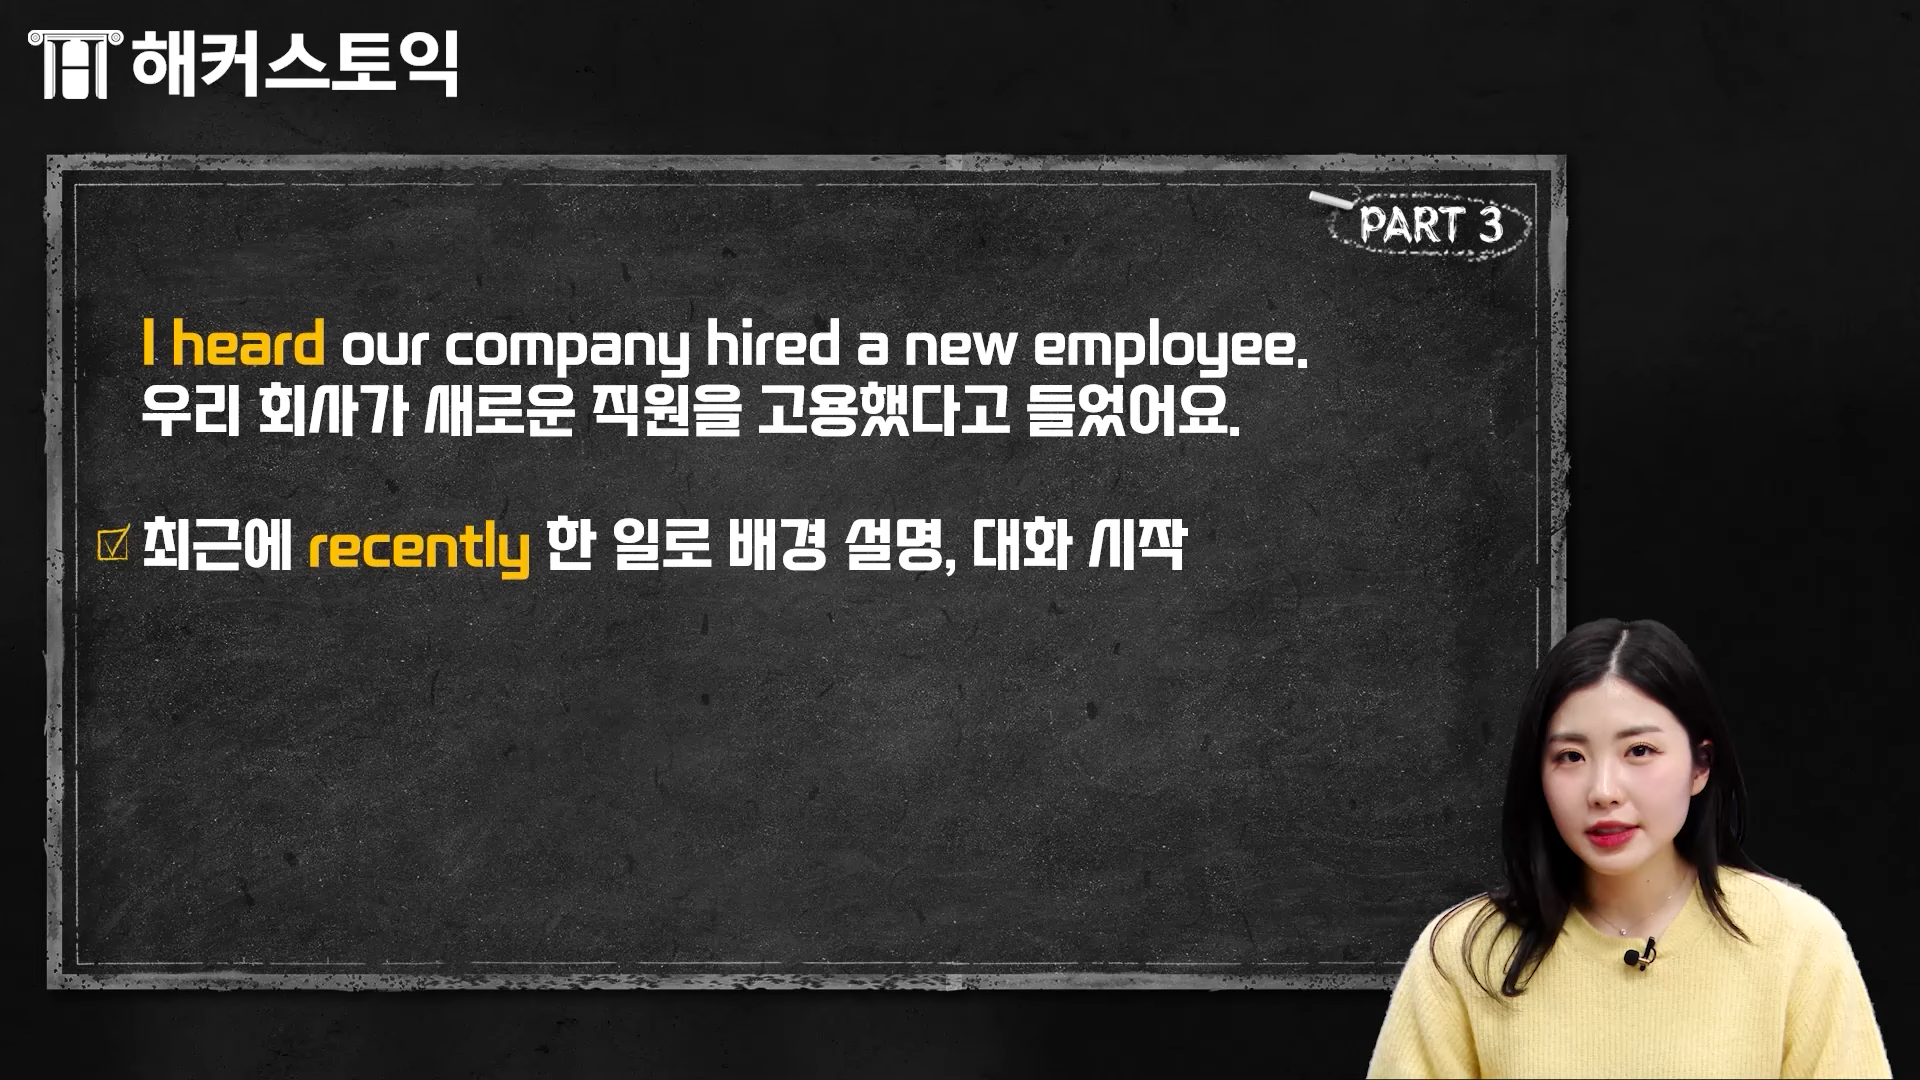 해커스토익
PART 3
I heard our company hired a new employee.
우리 회사가 새로운 직원을 고용했다고 들었어요.
최근에 recently 한 일로 배경 설명, 대화 시작